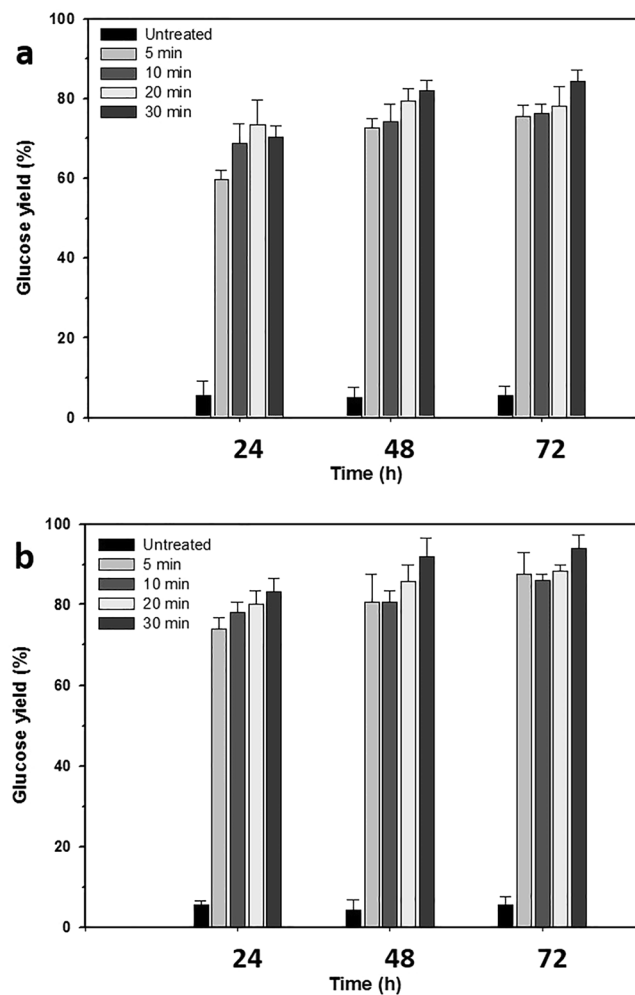 a
100
80
60
40
20
0
Glucose yield (%)
Untreated
5 min
10 min
20 min
30 min
24
48
72
Time (h)
b
100
80
60
40
20
0
Glucose yield (%)
Untreated
5 min
10 min
20 min
30 min
24
48
72
Time (h)